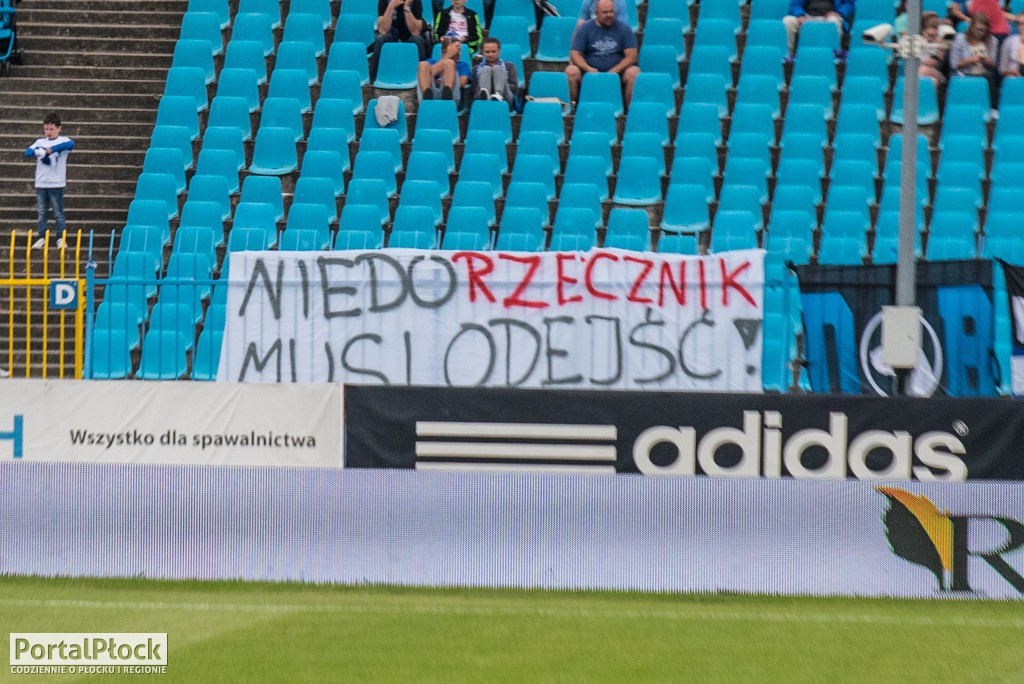 D
NIEDORZECZNIK
MUSI ODEJŚĆ!
H
Wszystko dla spawalnictwa
adidas
R
PortalPłock
CODZIENNIE O PŁOCKU I REGIONIE